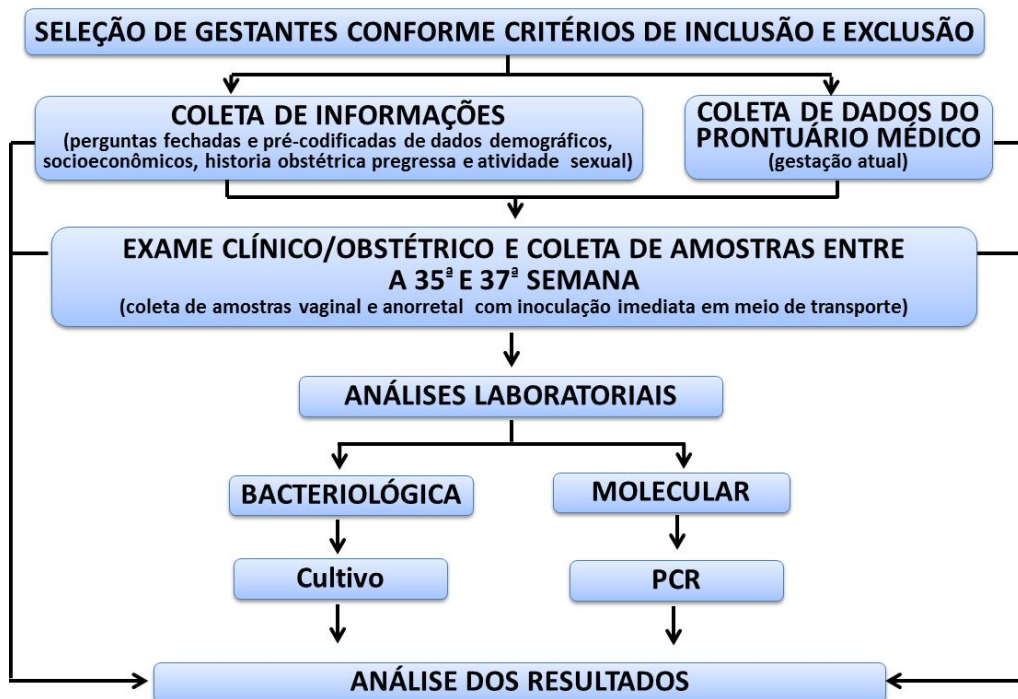 SELEÇÃO DE GESTANTES CONFORME CRITÉRIOS DE INCLUSÃO E EXCLUSÃO
COLETA DE INFORMAÇÕES
(perguntas fechadas e pré-codificadas de dados demográficos,
socioeconômicos, historia obstétrica pregressa e atividade sexual)
COLETA DE DADOS DO
PRONTUÁRIO MÉDICO
(gestação atual)
EXAME CLÍNICO/OBSTÉTRICO E COLETA DE AMOSTRAS ENTRE
A 35ª E 37ª SEMANA
(coleta de amostras vaginal e anorretal com inoculação imediata em meio de transporte)
ANÁLISES LABORATORIAIS
BACTERIOLÓGICA
MOLECULAR
Cultivo
PCR
ANÁLISE DOS RESULTADOS